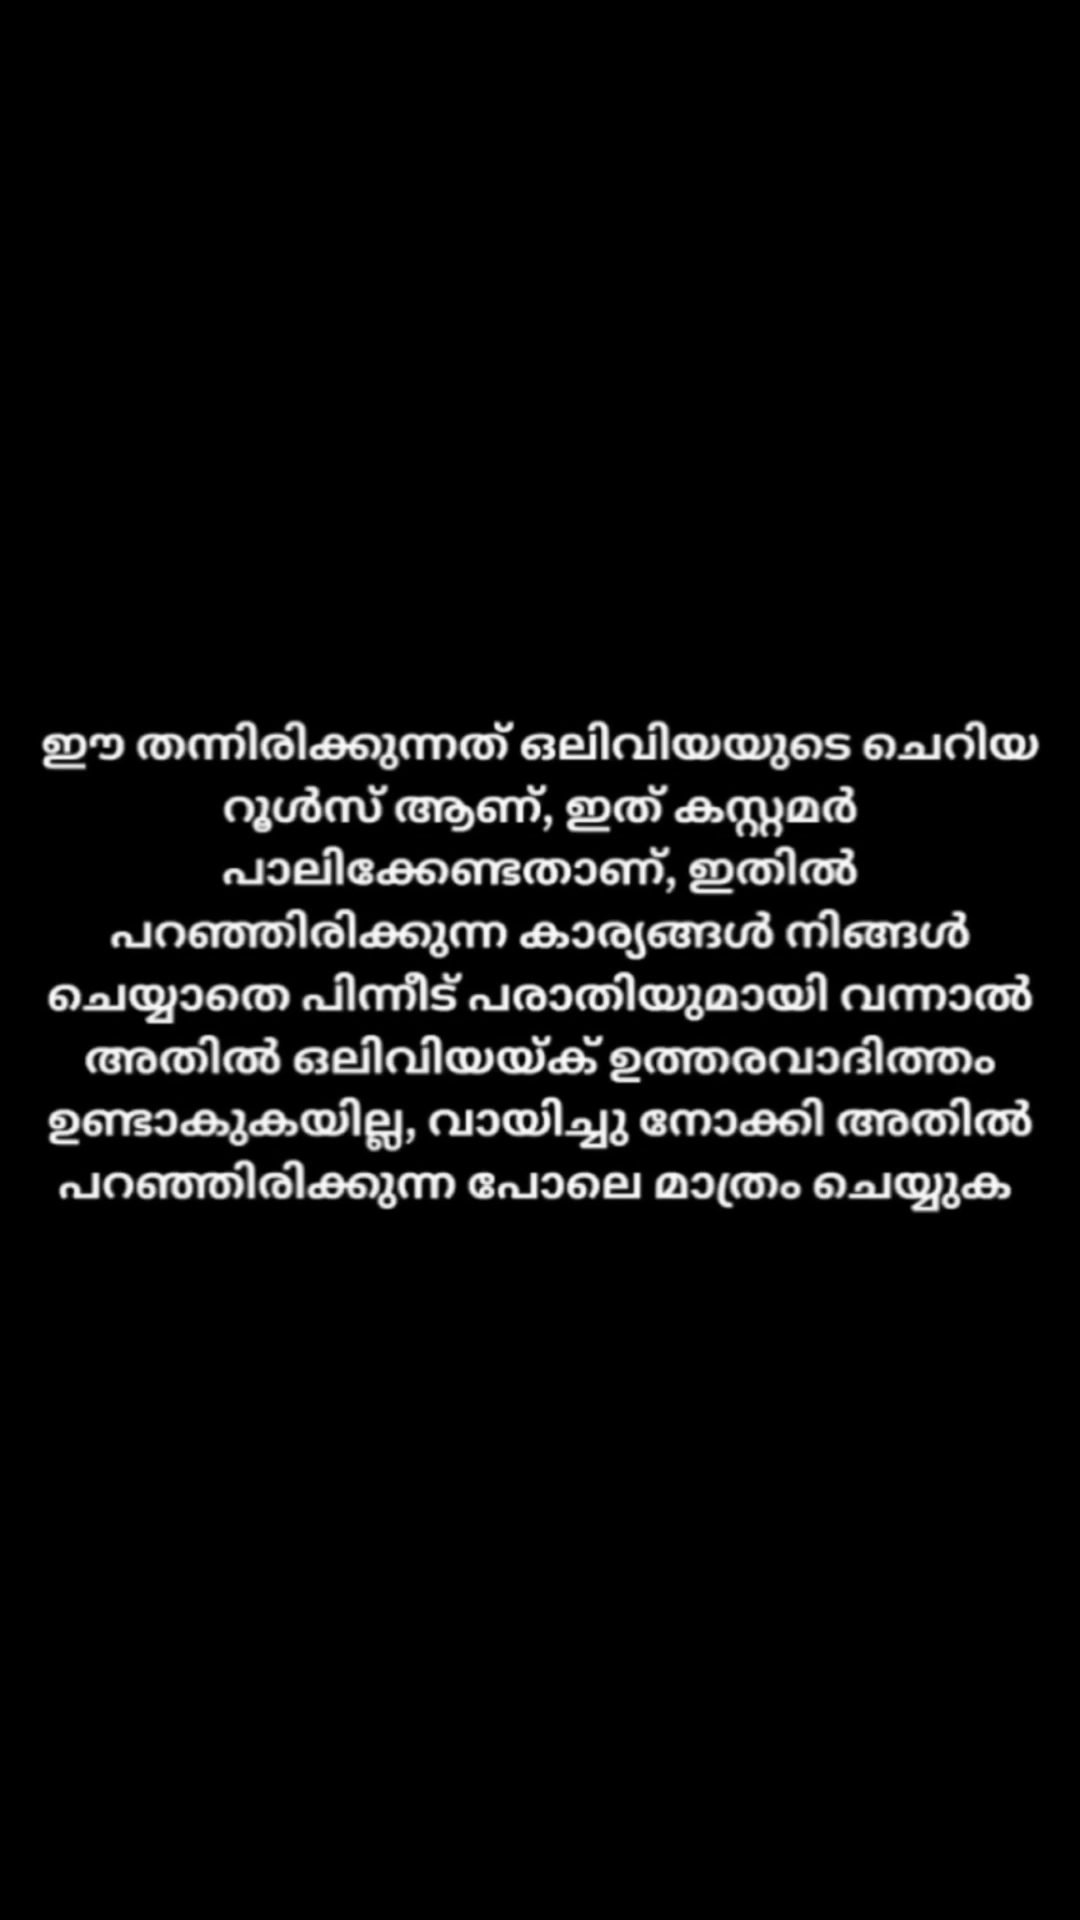 ഈ തന്നിരിക്കുന്നത് ഒലിവിയയുടെ ചെറിയ
റൂൾസ് ആണ്, ഇത് കസ്റ്റമർ
പാലിക്കേണ്ടതാണ്, ഇതിൽ
പറഞ്ഞിരിക്കുന്ന കാര്യങ്ങൾ നിങ്ങൾ
ചെയ്യാതെ പിന്നീട് പരാതിയുമായി വന്നാൽ
അതിൽ ഒലിവിയയ്ക് ഉത്തരവാദിത്തം
ഉണ്ടാകുകയില്ല, വായിച്ചു നോക്കി അതിൽ
പറഞ്ഞിരിക്കുന്ന പോലെ മാത്രം ചെയ്യുക